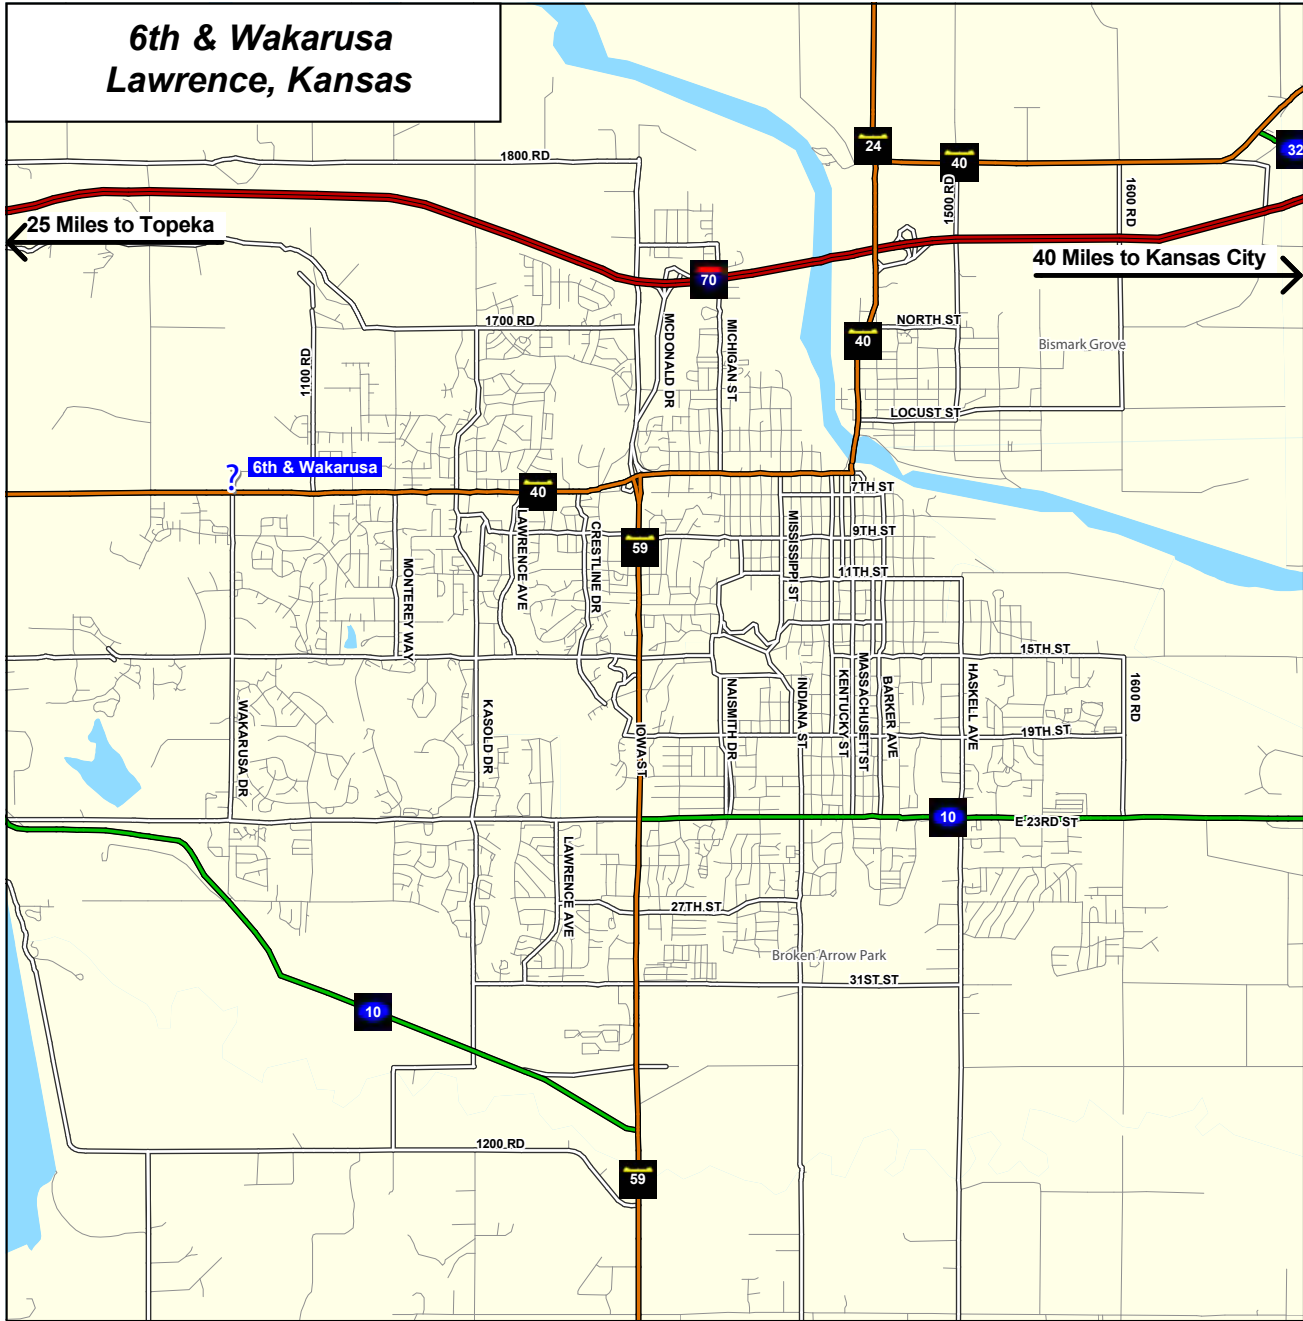 6th & Wakarusa
Lawrence, Kansas
24
40
32
1800 RD
1500 RD
1600 RD
25 Miles to Topeka
40 Miles to Kansas City
70
1700 RD
MCDONALD DR
MICHIGAN ST
NORTH ST
40
Bismark Grove
1100 RD
LOCUST ST
?
6th & Wakarusa
40
7TH ST
LAWRENCE AVE
CRESTLINE DR
59
MISSISSIPPI ST
9TH ST
MONTEREY WAY
11TH ST
15TH ST
WAKARUSA DR
KASOLD DR
IOWA ST
NAISMITH DR
INDIANA ST
KENTUCKY ST
MASSACHUSETTST
BARKER AVE
HASKELL AVE
1600 RD
19TH ST
10
E 23RD ST
LAWRENCE AVE
27TH ST
Broken Arrow Park
31ST ST
10
1200 RD
59